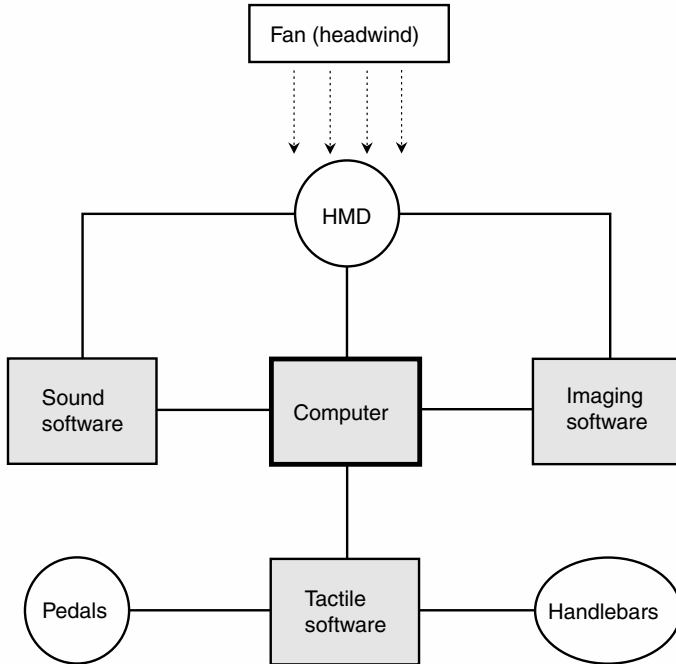 Fan (headwind)
HMD
Sound
software
Computer
Imaging
software
Pedals
Tactile
software
Handlebars